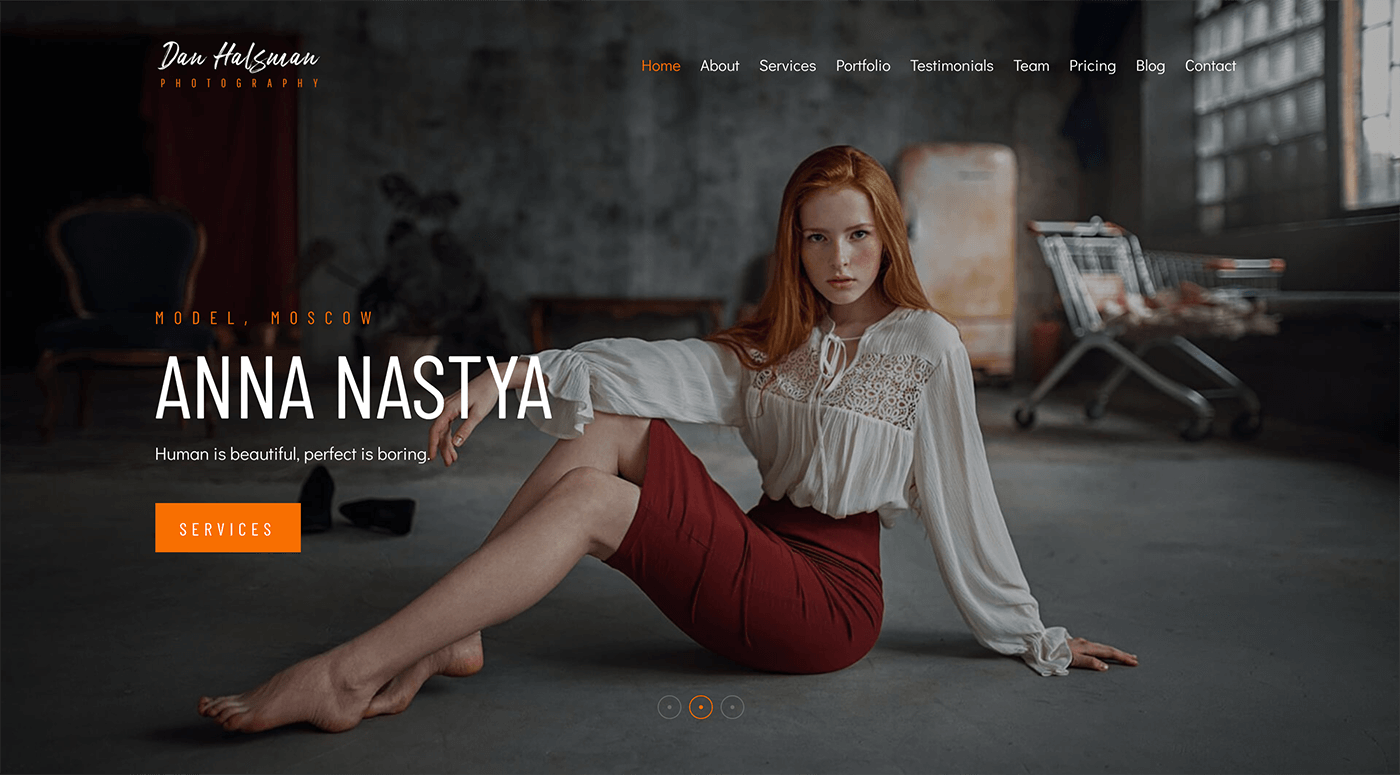 Dan Halsman
PHOTOGRAPHY
Home About Services Portfolio Testimonials Team Pricing Blog Contact
MODEL, MOSCOW
ANNA NASTYA
Human is beautiful, perfect is boring.
SERVICES